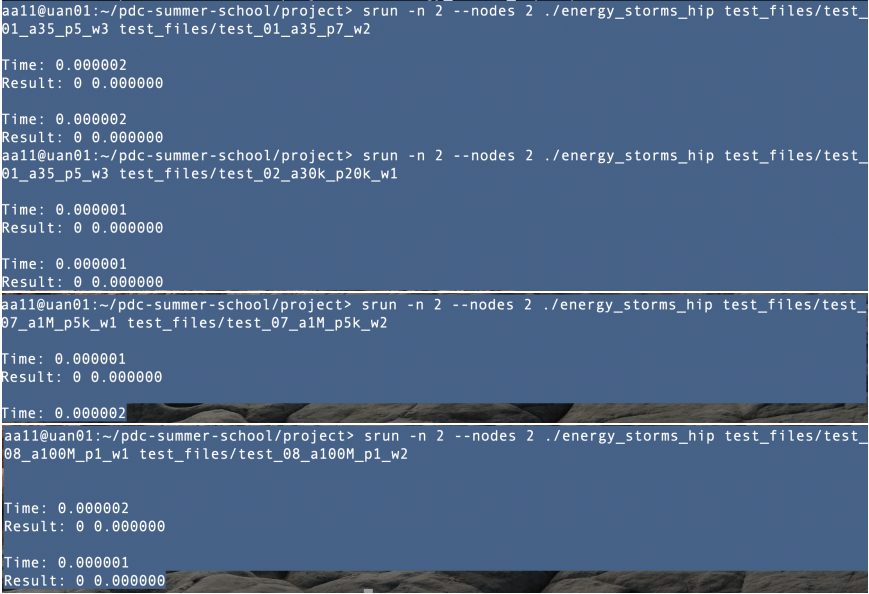 aa11@uan01:~/pdc-summer-school/project> srun -n 2 --nodes 2 ./energy_storms_hip test_files/test_
01_a35_p5_w3 test_files/test_01_a35_p7_w2
Time: 0.000002
Result: 0 0.000000
Time: 0.000002
Result: 0 0.000000
aa11@uan01:~/pdc-summer-school/project> srun -n 2 --nodes 2 ./energy_storms_hip test_files/test_
01_a35_p5_w3 test_files/test_02_a30k_p20k_w1
Time: 0.000001
Result: 0 0.000000
Time: 0.000001
Result: 0 0.000000
aa11@uan01:~/pdc-summer-school/project> srun -n 2 --nodes 2 ./energy_storms_hip test_files/test_
07_a1M_p5k_w1 test_files/test_07_a1M_p5k_w2
Time: 0.000001
Result: 0 0.000000
Time: 0.000002
aa11@uan01:~/pdc-summer-school/project> srun -n 2 --nodes 2 ./energy_storms_hip test_files/test_
08_a100M_p1_w1 test_files/test_08_a100M_p1_w2
Time: 0.000002
Result: 0 0.000000
Time: 0.000001
Result: 0 0.000000